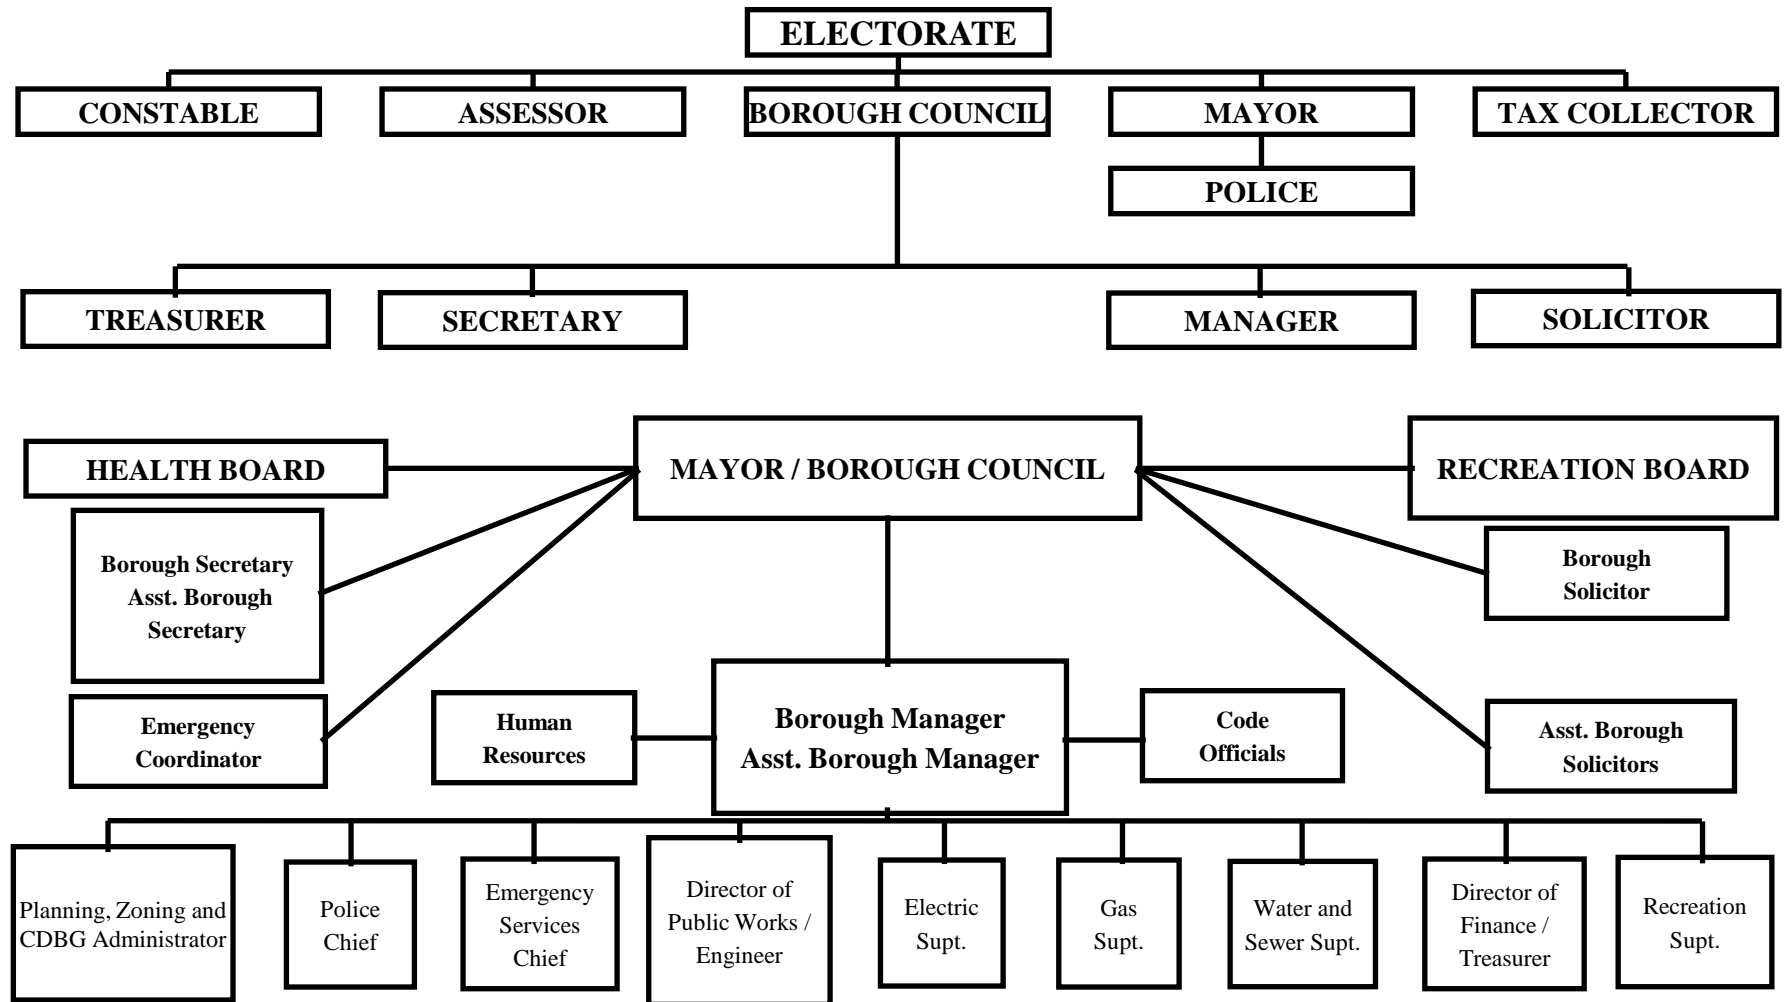 ELECTORATE
CONSTABLE
ASSESSOR
BOROUGH COUNCIL
MAYOR
TAX COLLECTOR
POLICE
TREASURER
SECRETARY
MANAGER
SOLICITOR
HEALTH BOARD
MAYOR / BOROUGH COUNCIL
RECREATION BOARD
Borough Secretary
Asst. Borough
Secretary
Borough
Solicitor
Emergency
Coordinator
Human
Resources
Borough Manager
Asst. Borough Manager
Code
Officials
Asst. Borough
Solicitors
Planning, Zoning and
CDBG Administrator
Police
Chief
Emergency
Services
Chief
Director of
Public Works /
Engineer
Electric
Supt.
Gas
Supt.
Water and
Sewer Supt.
Director of
Finance /
Treasurer
Recreation
Supt.